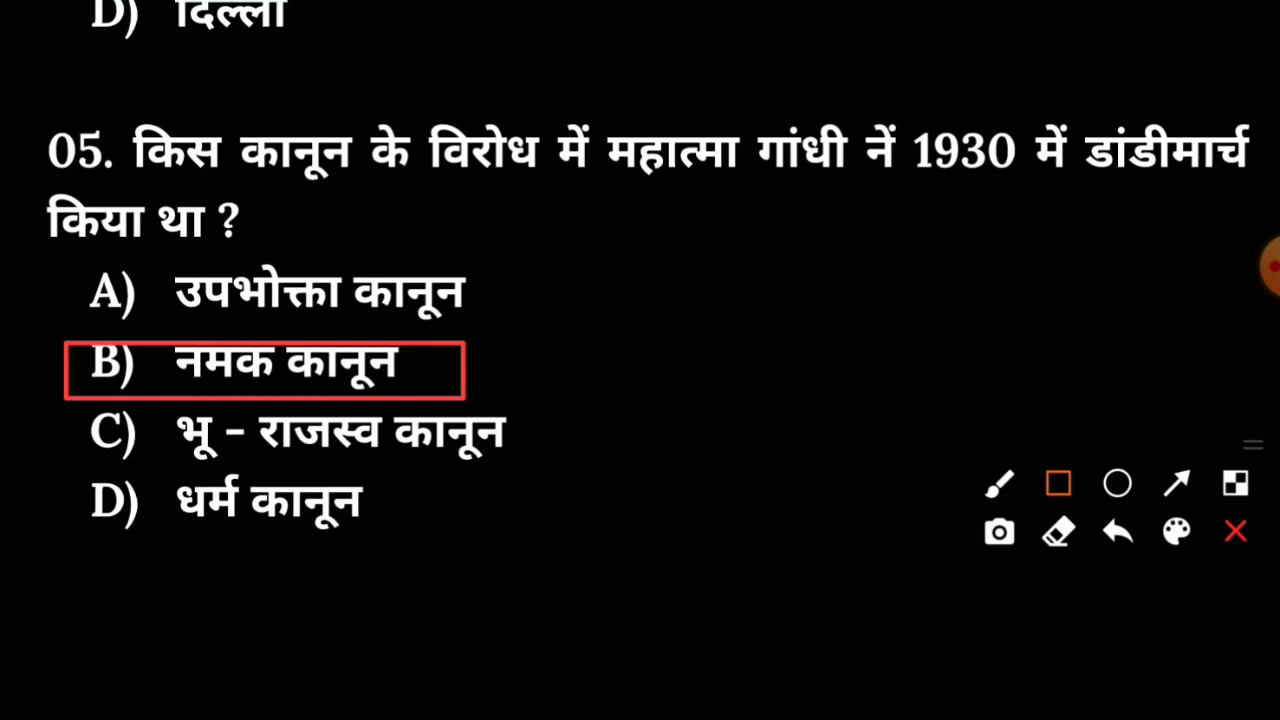 D) दिल्ली
05. किस कानून के विरोध में महात्मा गांधी नें 1930 में डांडीमार्च
किया था ?
A) उपभोक्ता कानून
B) नमक कानून
C) भू - राजस्व कानून
D) धर्म कानून